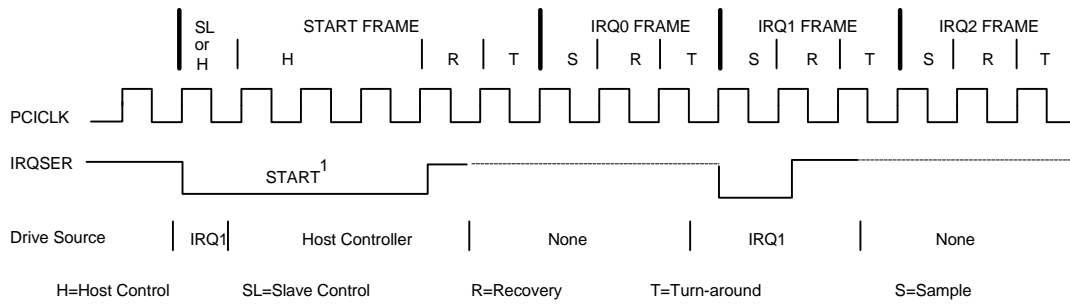 SL
or
H
START FRAME
IRQ0 FRAME
IRQ1 FRAME
IRQ2 FRAME
H
R
T
S
R
T
S
R
T
S
R
T
PCICLK
IRQSER
START1
Drive Source
IRQ1
Host Controller
None
IRQ1
None
H=Host Control
SL=Slave Control
R=Recovery
T=Turn-around
S=Sample